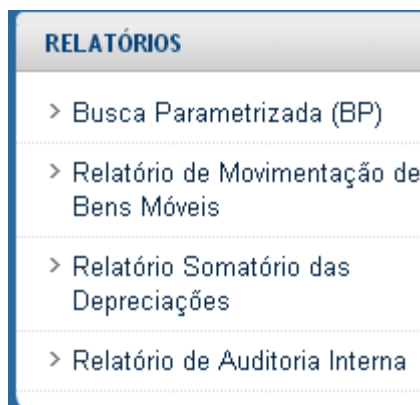 RELATÓRIOS
Busca Parametrizada (BP)
Relatório de Movimentação de
Bens Móveis
Relatório Somatório das
Depreciações
Relatório de Auditoria Interna